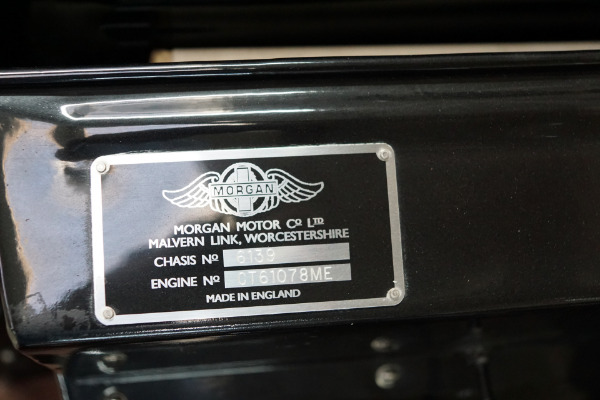 MORGAN
MORGAN MOTOR Co LTD
MALVERN LINK, WORCESTERSHIRE
CHASIS No 6139
ENGINE No CT61078ME
MADE IN ENGLAND